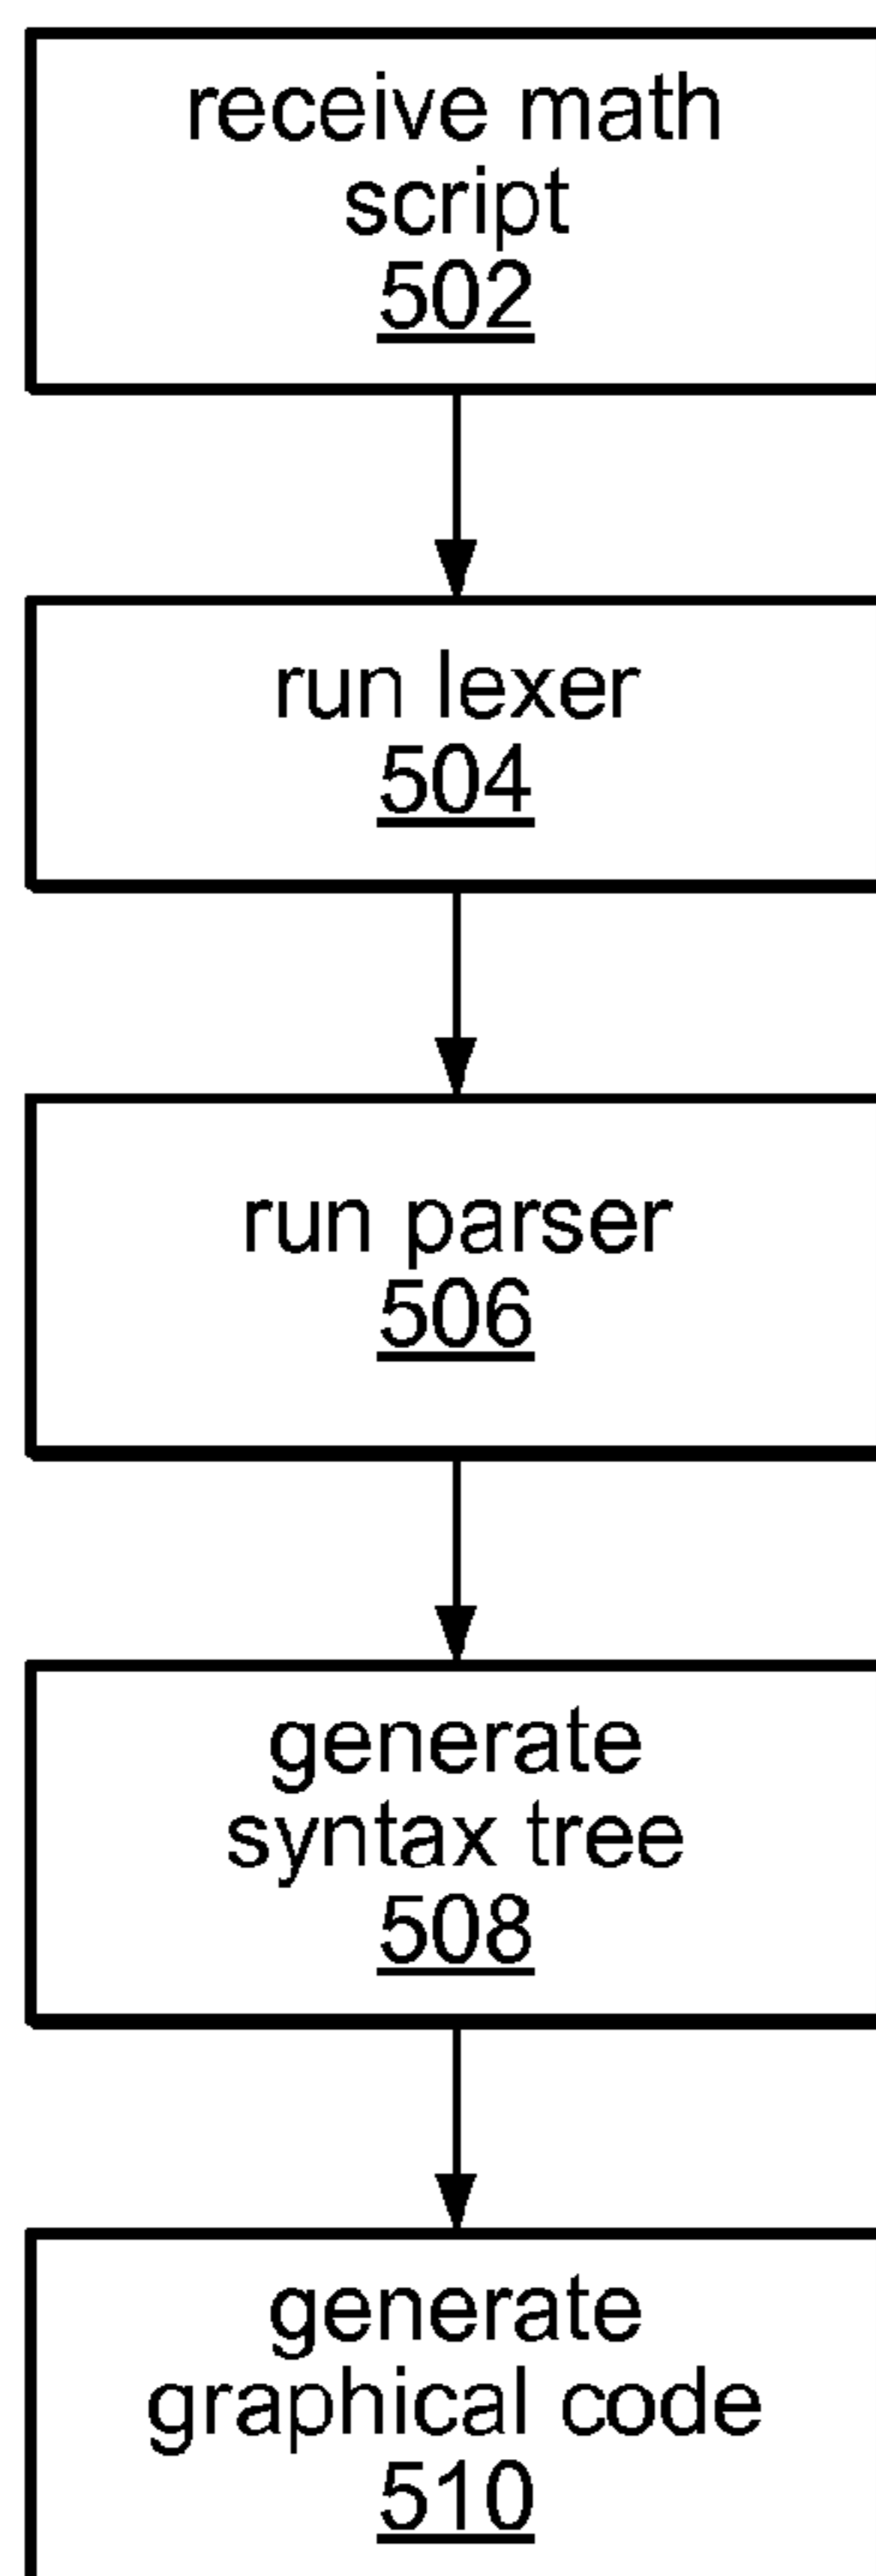 receive math
script
502
run lexer
504
run parser
506
generate
syntax tree
508
generate
graphical code
510